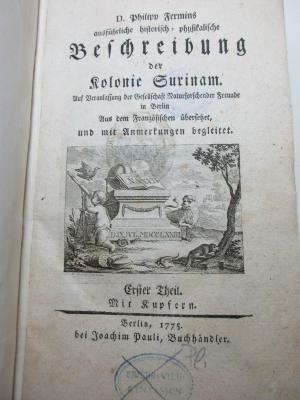 D. Philipp Fermins
ausführliche historisch-physikalische
Beschreibung
der
Kolonie Surinam.
Auf Veranlassung der Gesellschaft Naturforschender Freunde
in Berlin
Aus dem Französischen übersetzet,
und mit Anmerkungen begleitet.
Erster Theil.
Mit Kupfern.
Berlin, 1775.
bei Joachim Pauli, Buchhändler.